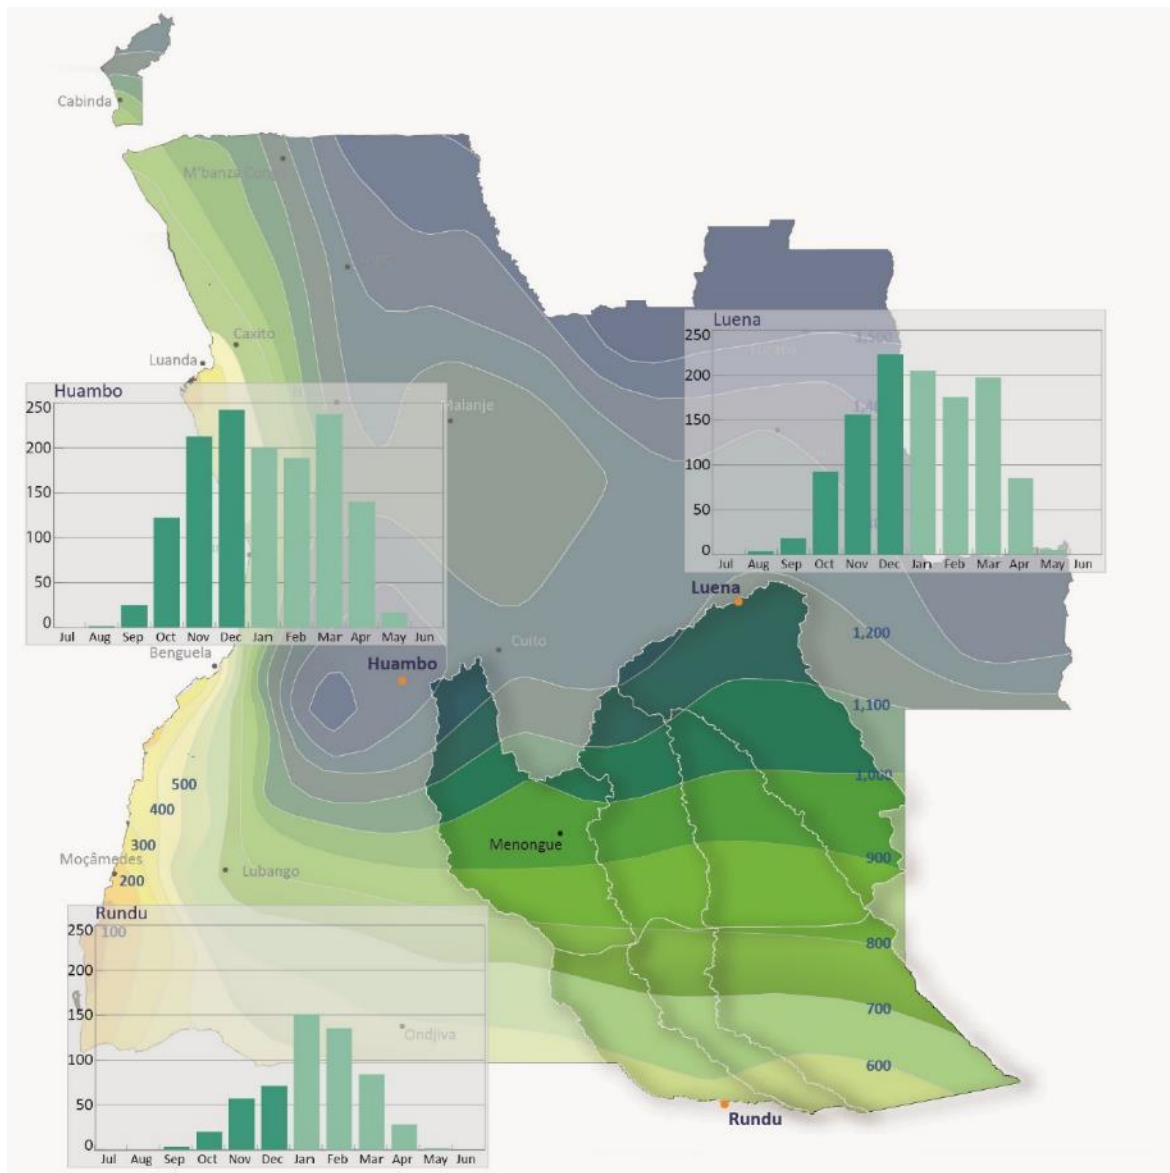 Cabinda
M'banza Congo
Caxito
Luanda
Malanje
Huambo
250
200
150
100
50
0
Jul Aug Sep Oct Nov Dec Jan Feb Mar Apr May Jun
Luena
250
200
150
100
50
0
Jul Aug Sep Oct Nov Dec Jan Feb Mar Apr May Jun
1,500
Luena
1,200
Benguela
Cuito
Huambo
1,100
1,000
500
400
300
200
Menongue
900
Moçâmedes
Lubango
800
700
600
Rundu
250
200
150
100
50
0
Jul Aug Sep Oct Nov Dec Jan Feb Mar Apr May Jun
100
Ondjiva
Rundu